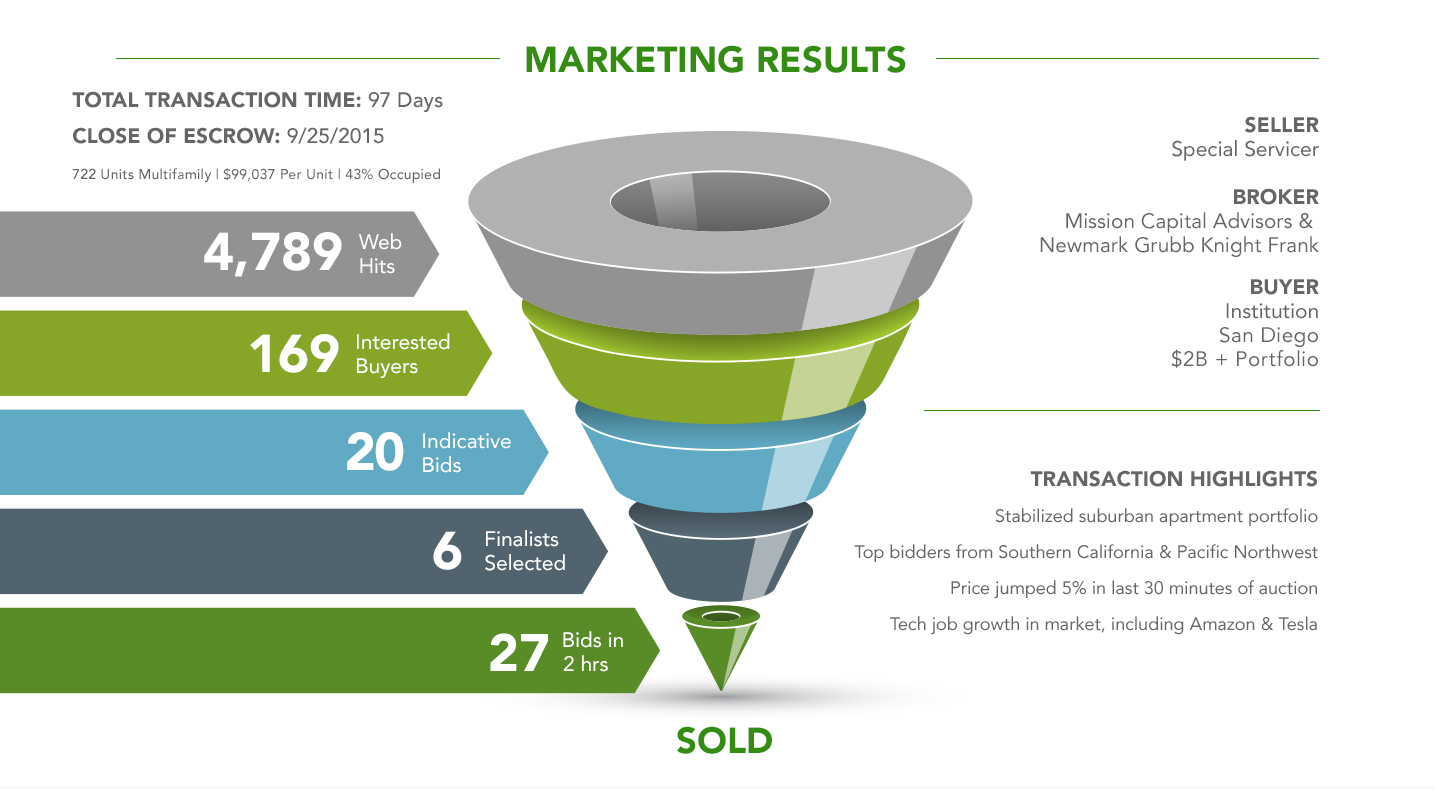 MARKETING RESULTS
TOTAL TRANSACTION TIME: 97 Days
CLOSE OF ESCROW: 9/25/2015
722 Units Multifamily | $99,037 Per Unit | 43% Occupied
4,789 Web
Hits
169 Interested
Buyers
20 Indicative
Bids
6 Finalists
Selected
27 Bids in
2 hrs
SOLD
SELLER
Special Servicer
BROKER
Mission Capital Advisors &
Newmark Grubb Knight Frank
BUYER
Institution
San Diego
$2B + Portfolio
TRANSACTION HIGHLIGHTS
Stabilized suburban apartment portfolio
Top bidders from Southern California & Pacific Northwest
Price jumped 5% in last 30 minutes of auction
Tech job growth in market, including Amazon & Tesla